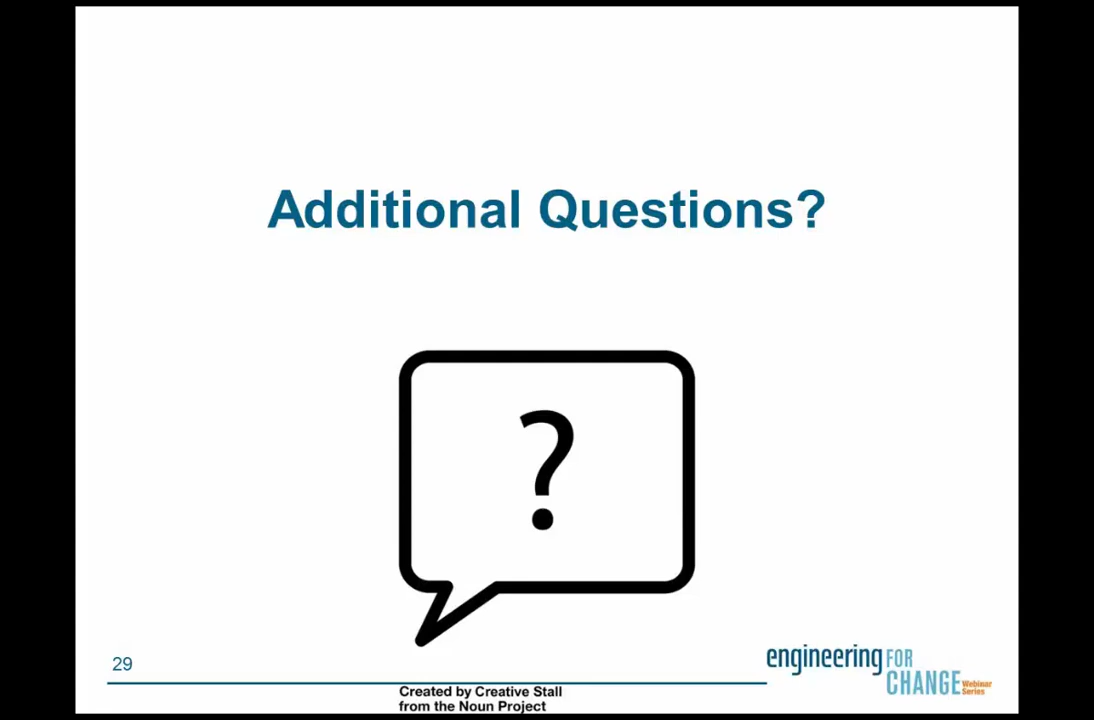 Additional Questions?
?
29
engineering FOR
CHANGE Webinar
Series
Created by Creative Stall
from the Noun Project